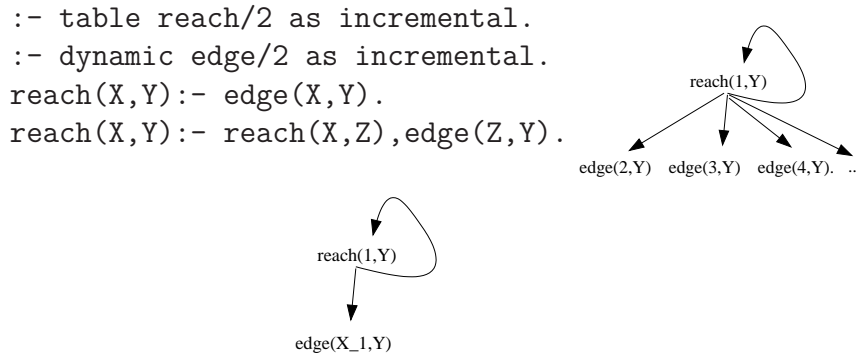 :- table reach/2 as incremental.
:- dynamic edge/2 as incremental.
reach(X,Y):- edge(X,Y).
reach(X,Y):- reach(X,Z),edge(Z,Y).
reach(1,Y)
edge(2,Y) edge(3,Y) edge(4,Y). ..
reach(1,Y)
edge(X_1,Y)